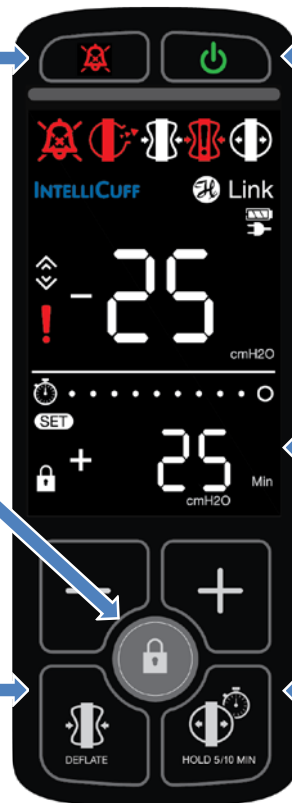 INTELLICUFF
Link
-25
cmH2O
SET
+ 25
Min
cmH2O
DEFLATE
HOLD 5/10 MIN